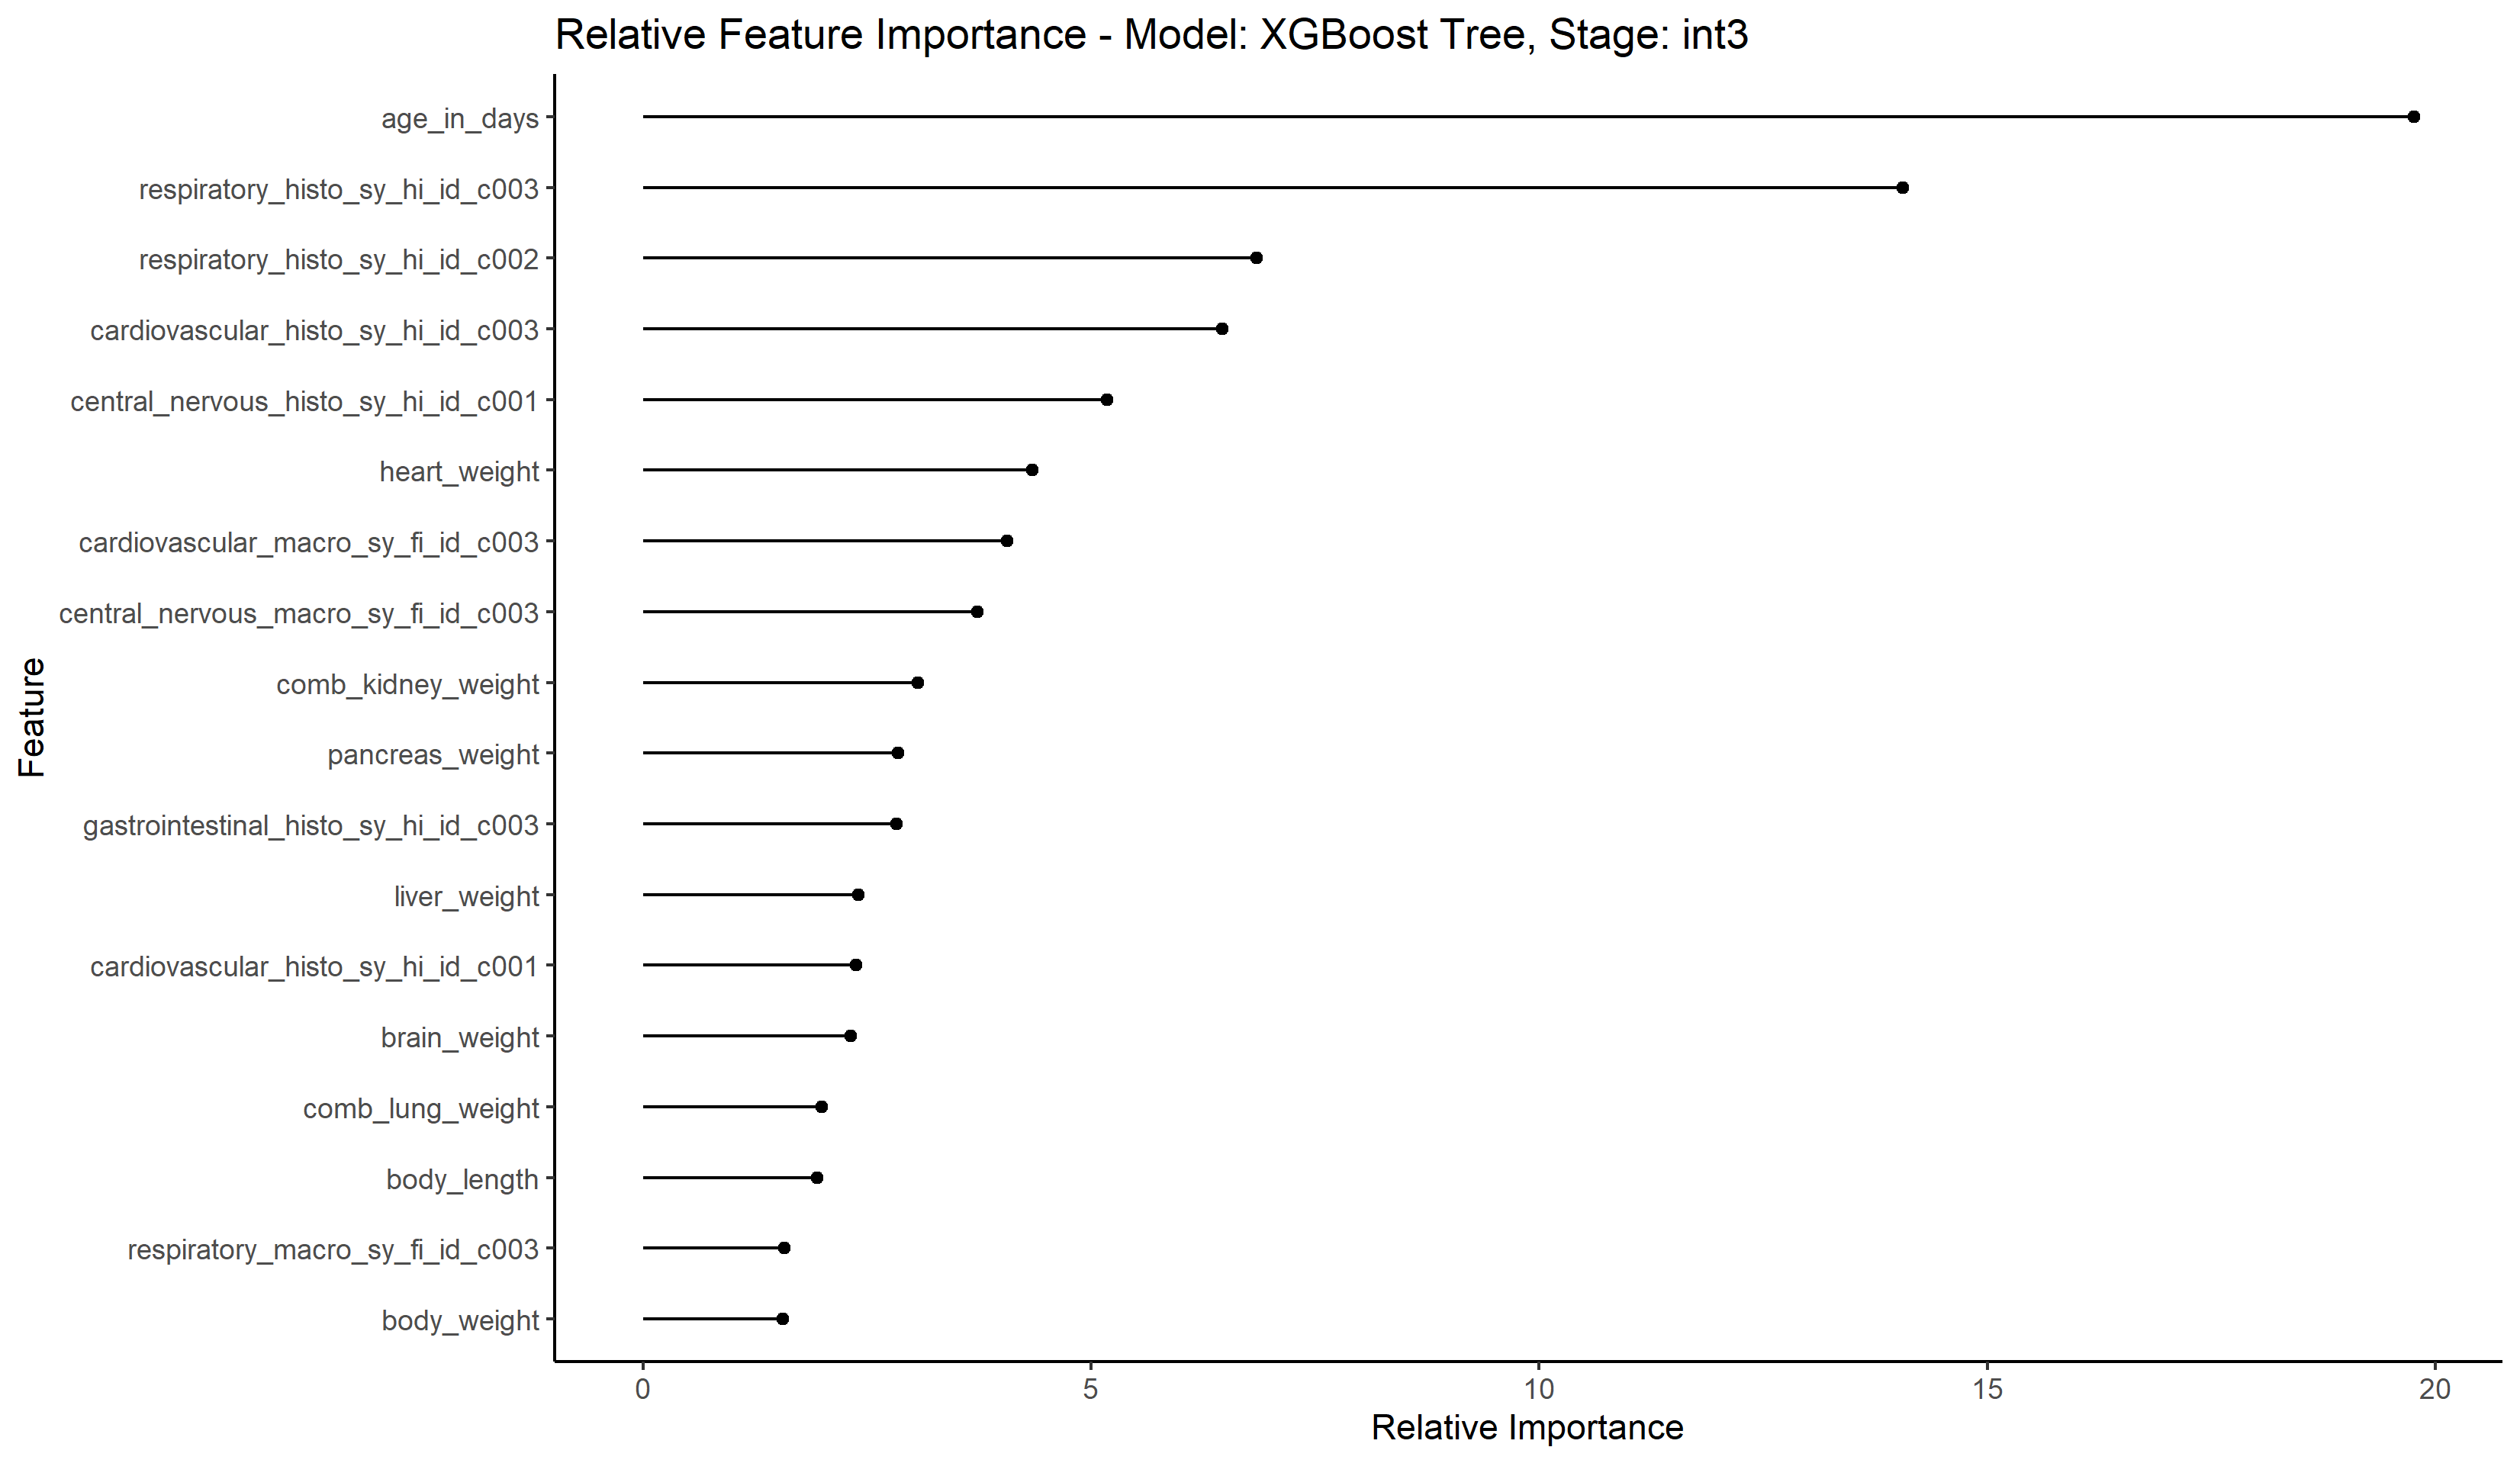 Relative Feature Importance - Model: XGBoost Tree, Stage: int3
age_in_days
respiratory_histo_sy_hi_id_c003
respiratory_histo_sy_hi_id_c002
cardiovascular_histo_sy_hi_id_c003
central_nervous_histo_sy_hi_id_c001
heart_weight
cardiovascular_macro_sy_fi_id_c003
central_nervous_macro_sy_fi_id_c003
comb_kidney_weight
pancreas_weight
gastrointestinal_histo_sy_hi_id_c003
liver_weight
cardiovascular_histo_sy_hi_id_c001
brain_weight
comb_lung_weight
body_length
respiratory_macro_sy_fi_id_c003
body_weight
Feature
0 5 10 15 20
Relative Importance